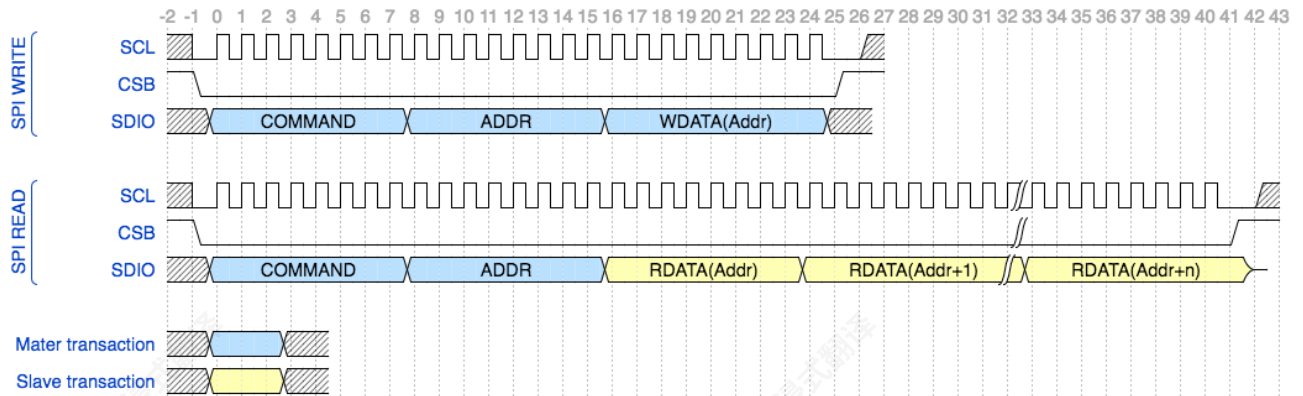 -2 -1 0 1 2 3 4 5 6 7 8 9 10 11 12 13 14 15 16 17 18 19 20 21 22 23 24 25 26 27 28 29 30 31 32 33 34 35 36 37 38 39 40 41 42 43
SPI WRITE
SCL
CSB
SDIO COMMAND ADDR WDATA(Addr)
SPI READ
SCL
CSB
SDIO COMMAND ADDR RDATA(Addr) RDATA(Addr+1) RDATA(Addr+n)
Mater transaction
Slave transaction